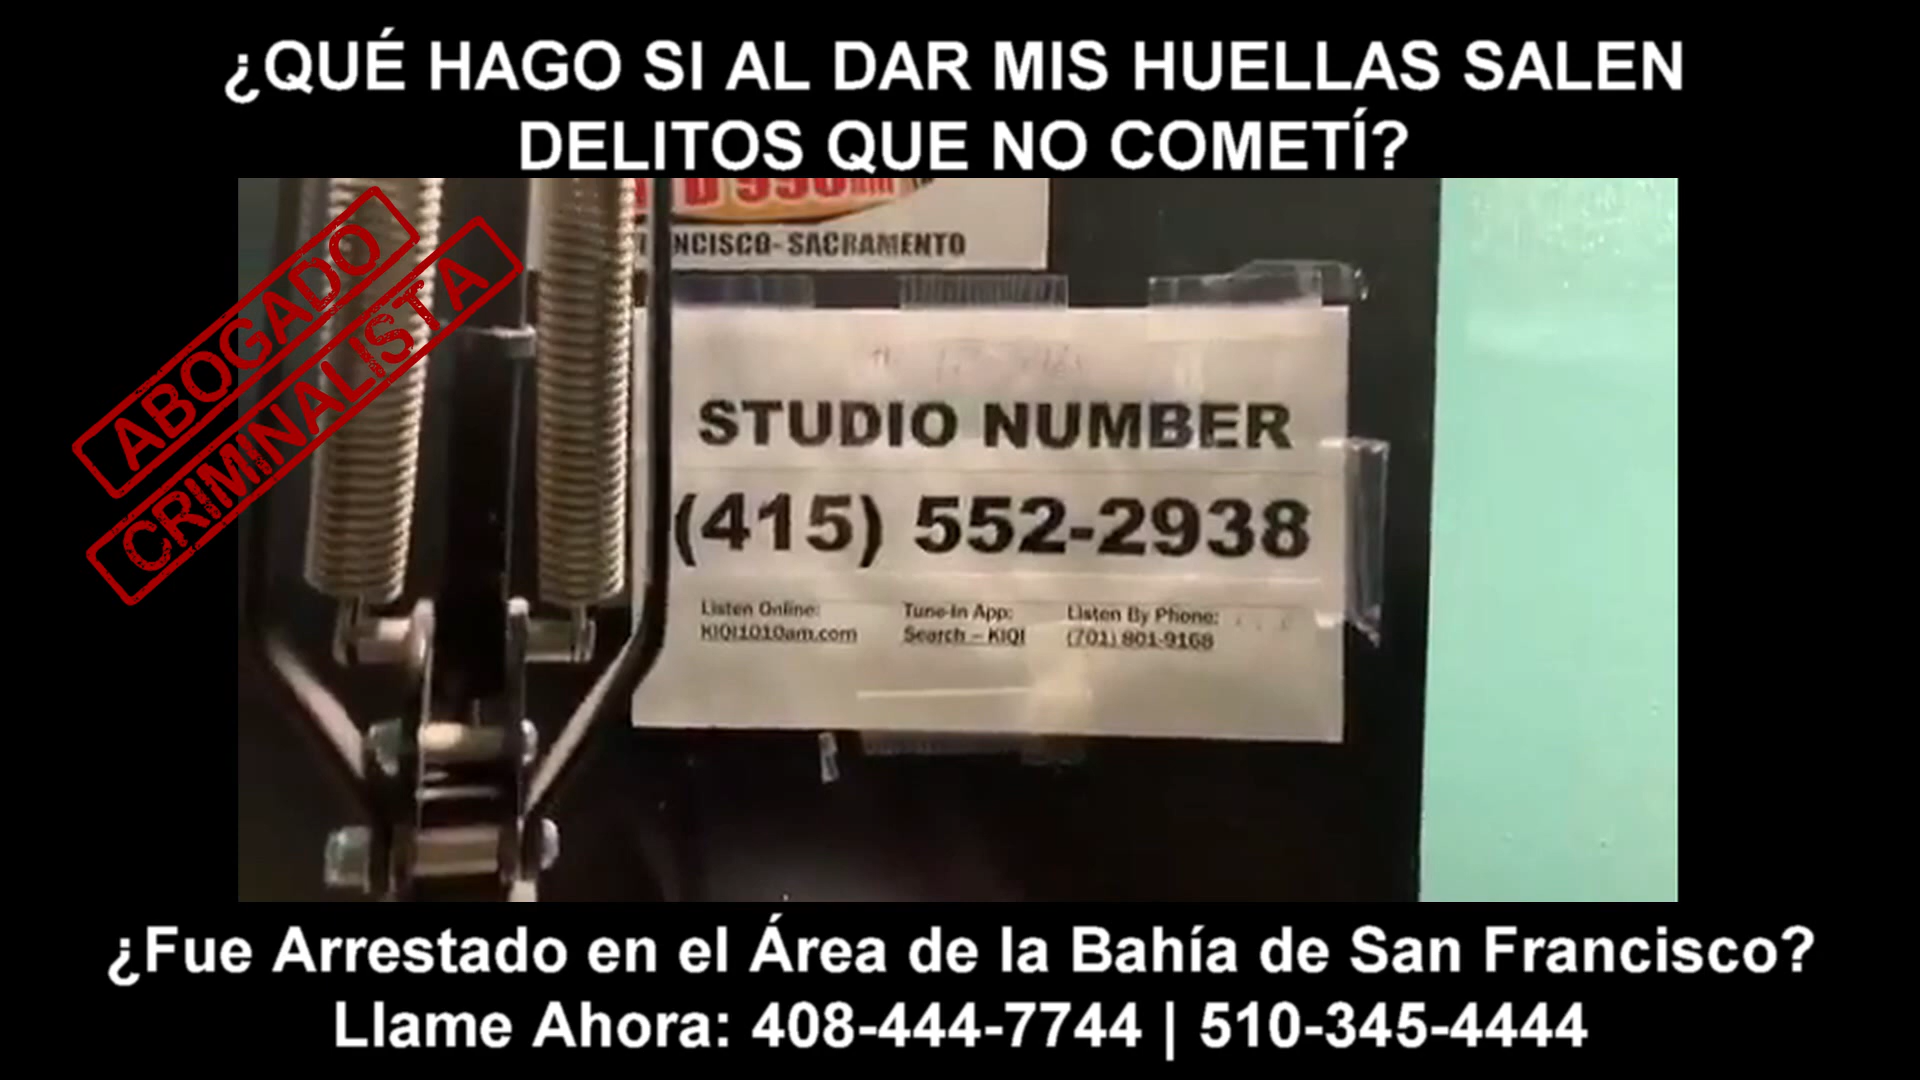 ¿QUÉ HAGO SI AL DAR MIS HUELLAS SALEN
DELITOS QUE NO COMETÍ?
ABOGADO
CRIMINALISTA
NCISCO-SACRAMENTO
STUDIO NUMBER
(415) 552-2938
Listen Online: Tune-In App: Listen By Phone:
KIQI1010am.com Search – KIQI (701) 801-9168
¿Fue Arrestado en el Área de la Bahía de San Francisco?
Llame Ahora: 408-444-7744 | 510-345-4444